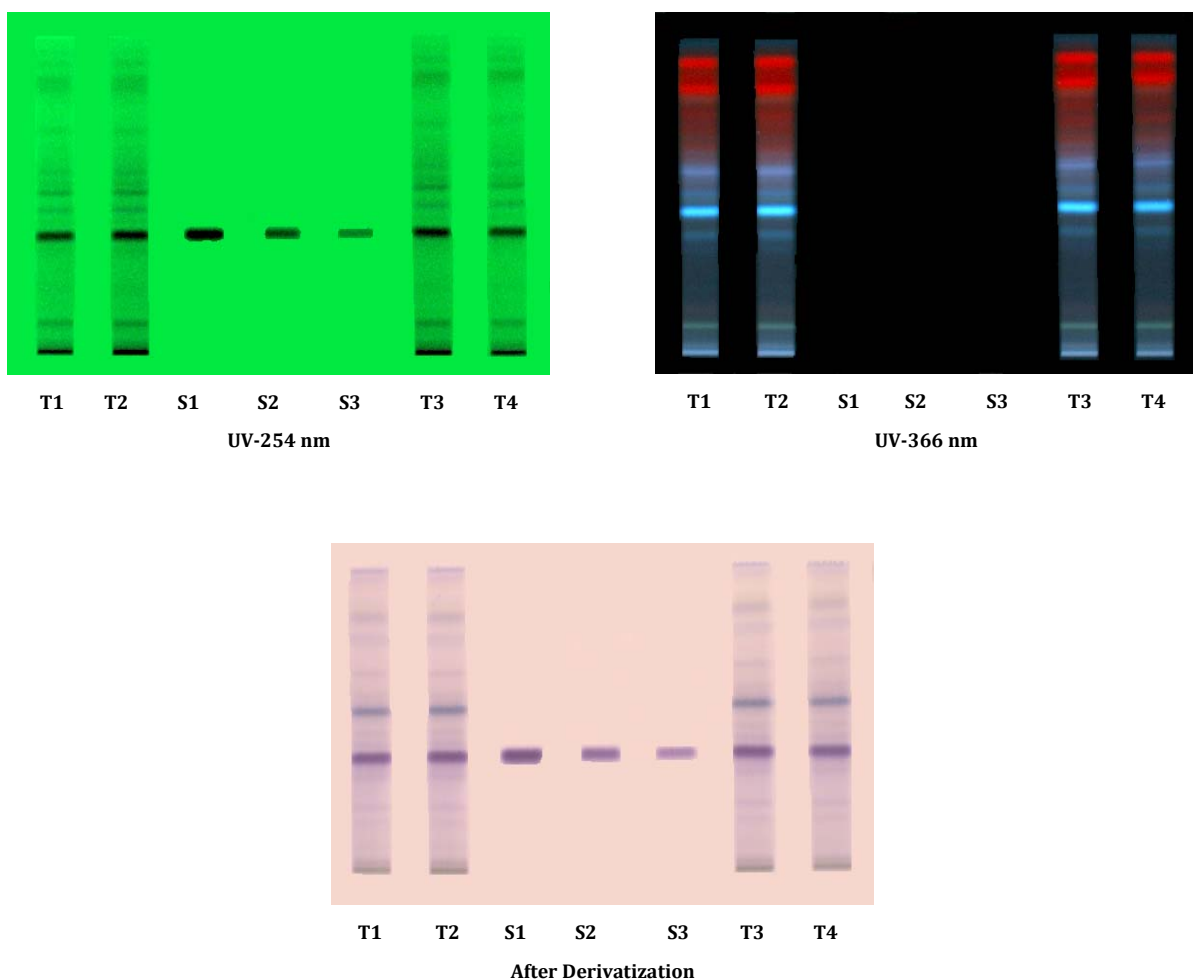 T1 T2 S1 S2 S3 T3 T4
UV-254 nm
T1 T2 S1 S2 S3 T3 T4
UV-366 nm
T1 T2 S1 S2 S3 T3 T4
After Derivatization